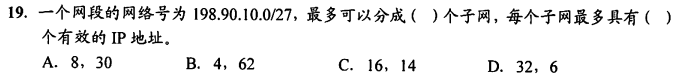 19. 一个网段的网络号为 198.90.10.0/27，最多可以分成（ ）个子网，每个子网最多具有（ ）
个有效的 IP 地址。
A. 8，30 B. 4，62 C. 16，14 D. 32，6